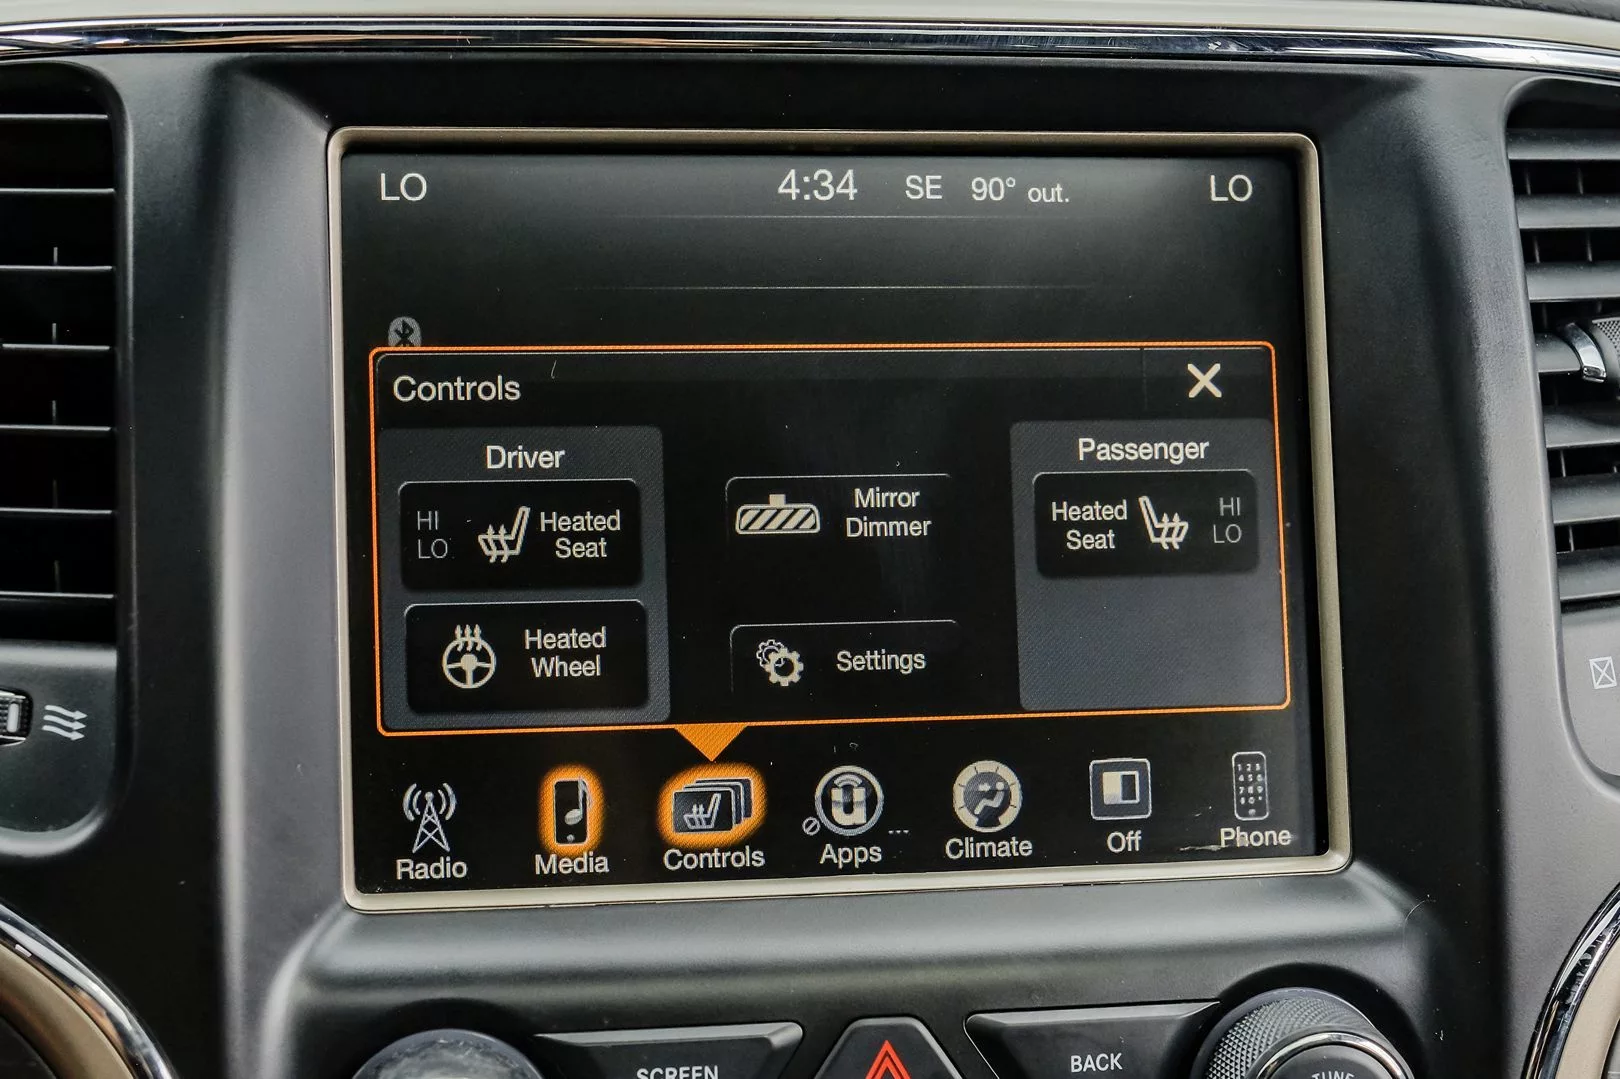 LO 4:34 SE 90° out. LO
Controls
Driver
Passenger
HI
LO
Heated
Seat
Mirror
Dimmer
Heated
Seat
HI
LO
Heated
Wheel
Settings
Radio
Media
Controls
Apps
Climate
Off
Phone
SCREEN
BACK
TUNE